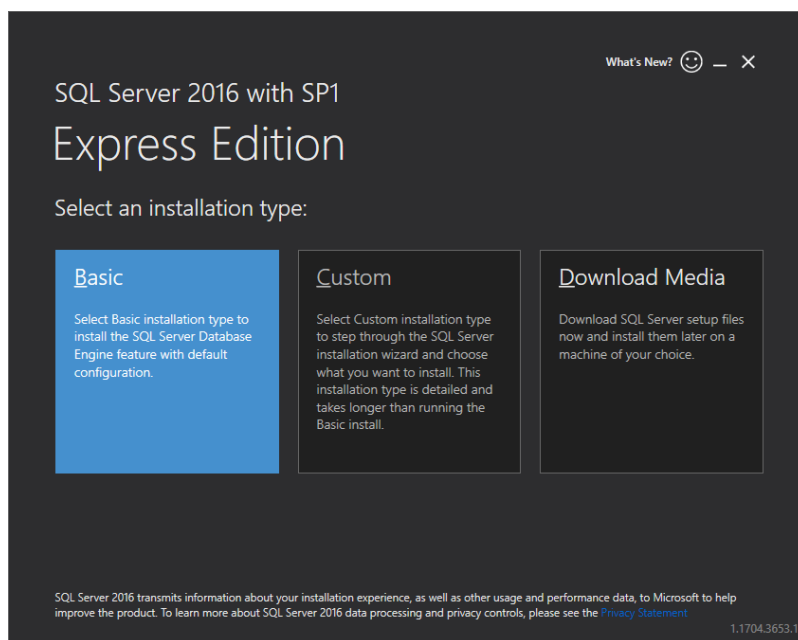 What's New?
SQL Server 2016 with SP1
Express Edition
Select an installation type:
Basic
Select Basic installation type to
install the SQL Server Database
Engine feature with default
configuration.
Custom
Select Custom installation type
to step through the SQL Server
installation wizard and choose
what you want to install. This
installation type is detailed and
takes longer than running the
Basic install.
Download Media
Download SQL Server setup files
now and install them later on a
machine of your choice.
SQL Server 2016 transmits information about your installation experience, as well as other usage and performance data, to Microsoft to help
improve the product. To learn more about SQL Server 2016 data processing and privacy controls, please see the Privacy Statement
1.1704.3653.1